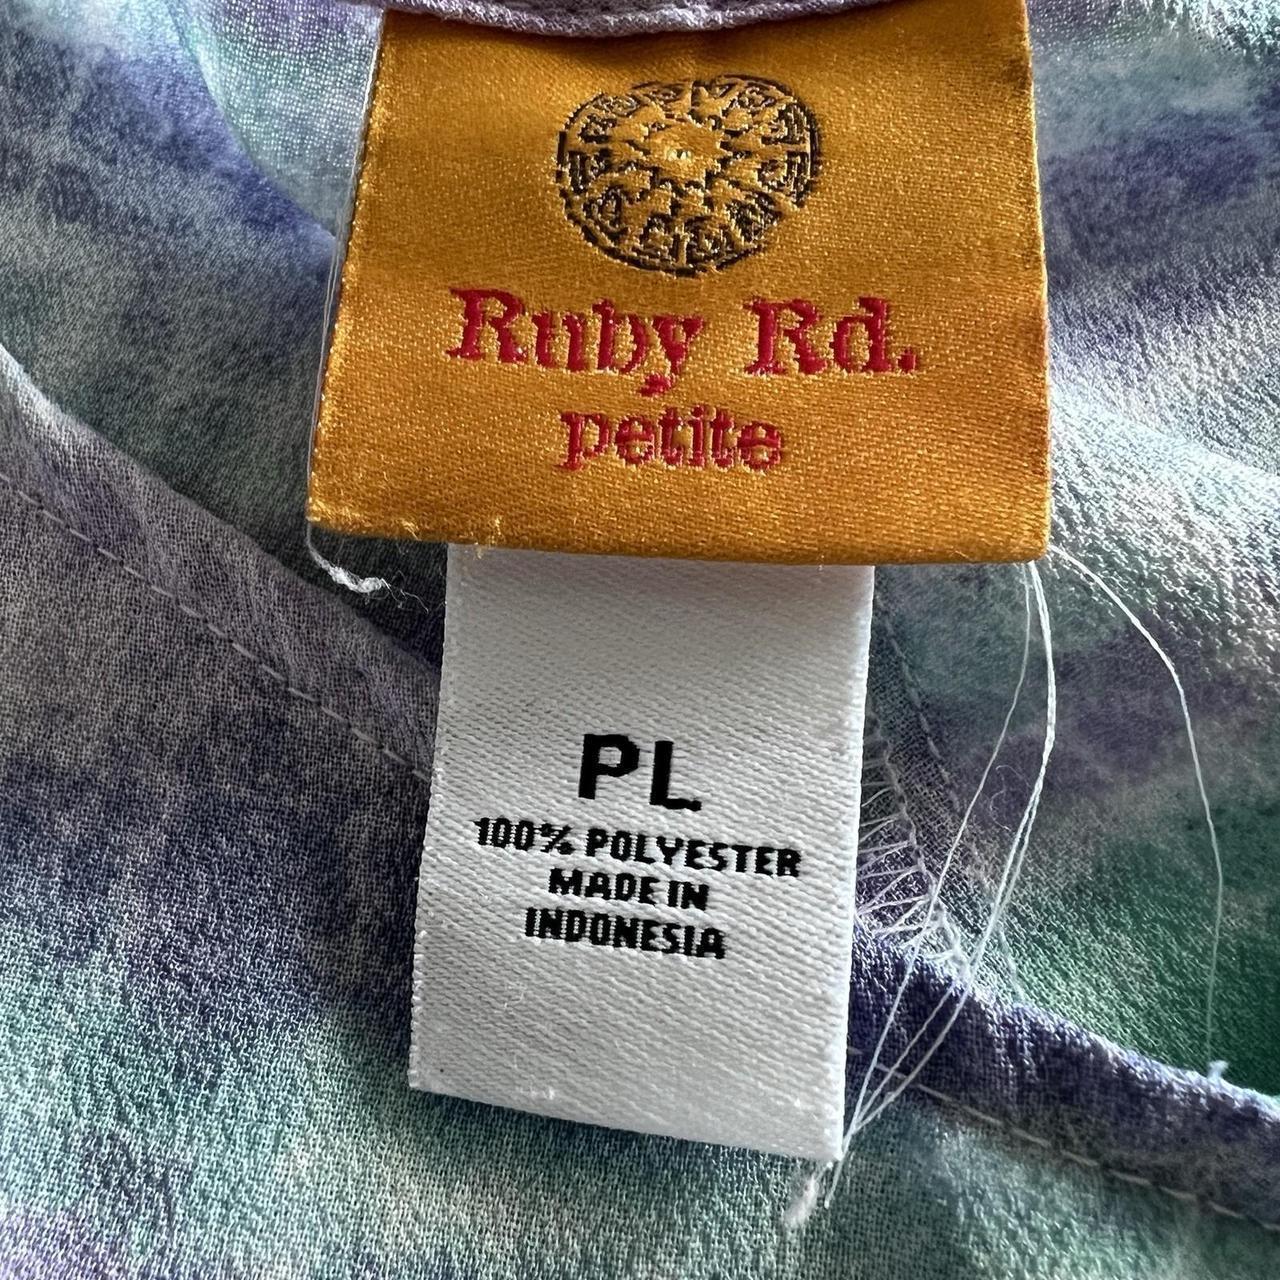 Ruby Rd.
petite
PL
100% POLYESTER
MADE IN
INDONESIA